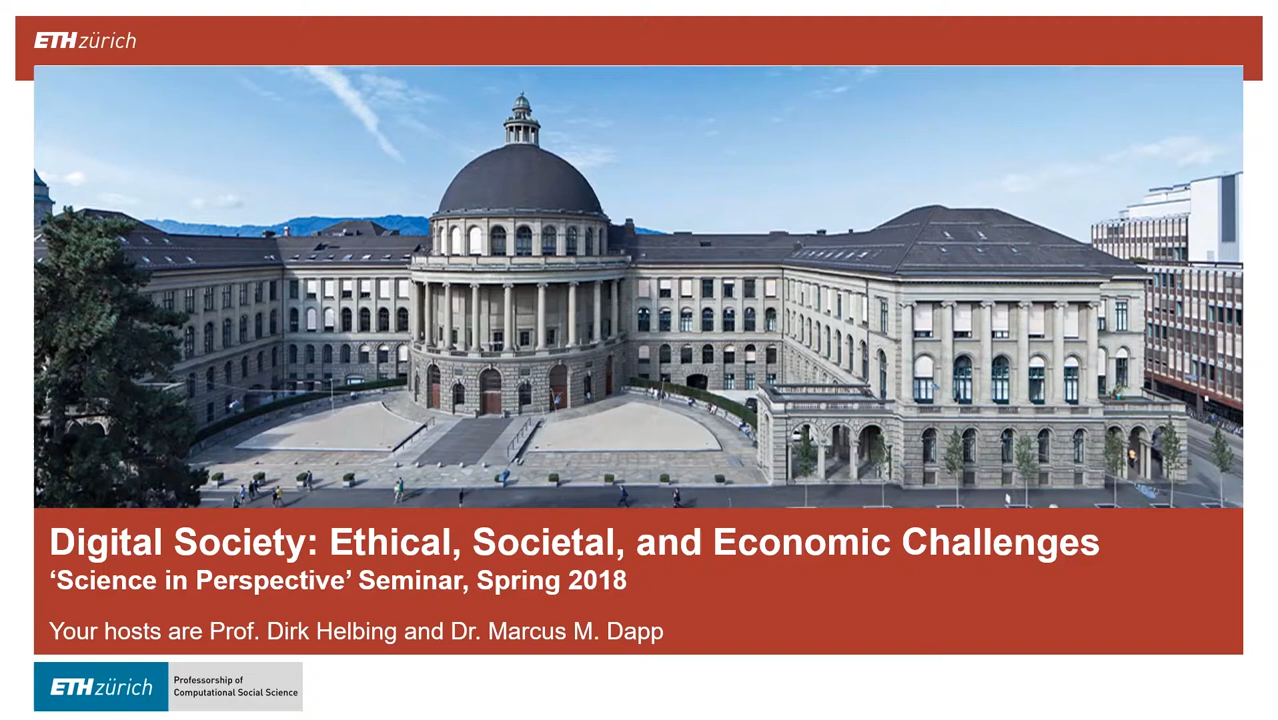 ETH zürich
Digital Society: Ethical, Societal, and Economic Challenges
‘Science in Perspective’ Seminar, Spring 2018
Your hosts are Prof. Dirk Helbing and Dr. Marcus M. Dapp
ETH zürich
Professorship of
Computational Social Science